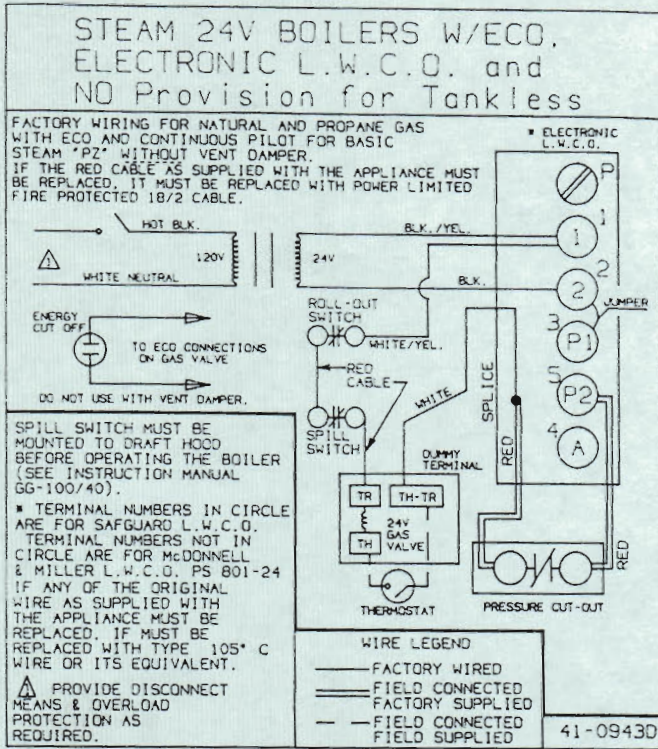 STEAM 24V BOILERS W/ECO,
ELECTRONIC L.W.C.O. and
NO Provision for Tankless
FACTORY WIRING FOR NATURAL AND PROPANE GAS
WITH ECO AND CONTINUOUS PILOT FOR BASIC
STEAM "PZ" WITHOUT VENT DAMPER.
IF THE RED CABLE AS SUPPLIED WITH THE APPLIANCE MUST
BE REPLACED, IT MUST BE REPLACED WITH POWER LIMITED
FIRE PROTECTED 18/2 CABLE.
* ELECTRONIC
L.W.C.O.
P
HOT BLK.
BLK./YEL.
1
1
120V
24V
1
WHITE NEUTRAL
BLK.
2
2
JUMPER
ENERGY
CUT OFF
TO ECO CONNECTIONS
ON GAS VALVE
DO NOT USE WITH VENT DAMPER.
ROLL-OUT
SWITCH
WHITE/YEL.
3
P1
RED
CABLE
WHITE
SPLICE
RED
5
P2
SPILL
SWITCH
4
A
DUMMY
TERMINAL
TR
TH-TR
24V
GAS
VALVE
TH
THERMOSTAT
RED
PRESSURE CUT-OUT
SPILL SWITCH MUST BE
MOUNTED TO DRAFT HOOD
BEFORE OPERATING THE BOILER
(SEE INSTRUCTION MANUAL
GG-100/40).
* TERMINAL NUMBERS IN CIRCLE
ARE FOR SAFGUARD L.W.C.O.
TERMINAL NUMBERS NOT IN
CIRCLE ARE FOR McDONNELL
& MILLER L.W.C.O. PS 801-24
IF ANY OF THE ORIGINAL
WIRE AS SUPPLIED WITH
THE APPLIANCE MUST BE
REPLACED, IF MUST BE
REPLACED WITH TYPE 105° C
WIRE OR ITS EQUIVALENT.
1 PROVIDE DISCONNECT
MEANS & OVERLOAD
PROTECTION AS
REQUIRED.
WIRE LEGEND
FACTORY WIRED
FIELD CONNECTED
FACTORY SUPPLIED
FIELD CONNECTED
FIELD SUPPLIED
41-0943D